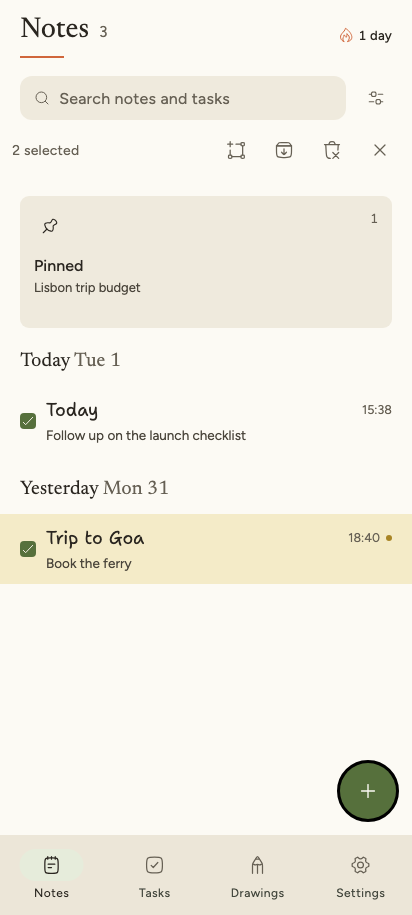 Notes 3
1 day
Search notes and tasks
2 selected
1
Pinned
Lisbon trip budget
Today Tue 1
Today 15:38
Follow up on the launch checklist
Yesterday Mon 31
Trip to Goa 18:40
Book the ferry
Notes Tasks Drawings Settings